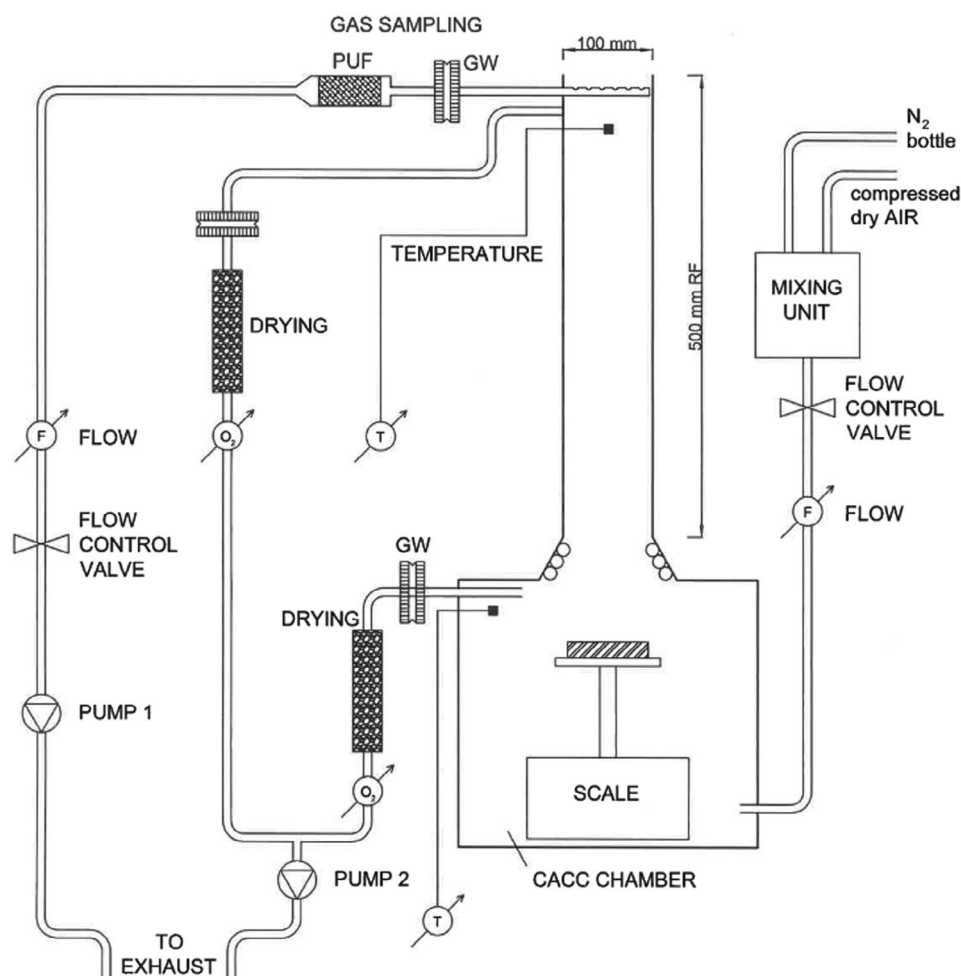 GAS SAMPLING
PUF
GW
100 mm
N2
bottle
compressed
dry AIR
TEMPERATURE
500 mm RF
MIXING
UNIT
DRYING
FLOW
CONTROL
VALVE
F
FLOW
O2
T
F
FLOW
FLOW
CONTROL
VALVE
GW
DRYING
PUMP 1
O2
SCALE
PUMP 2
CACC CHAMBER
T
TO
EXHAUST